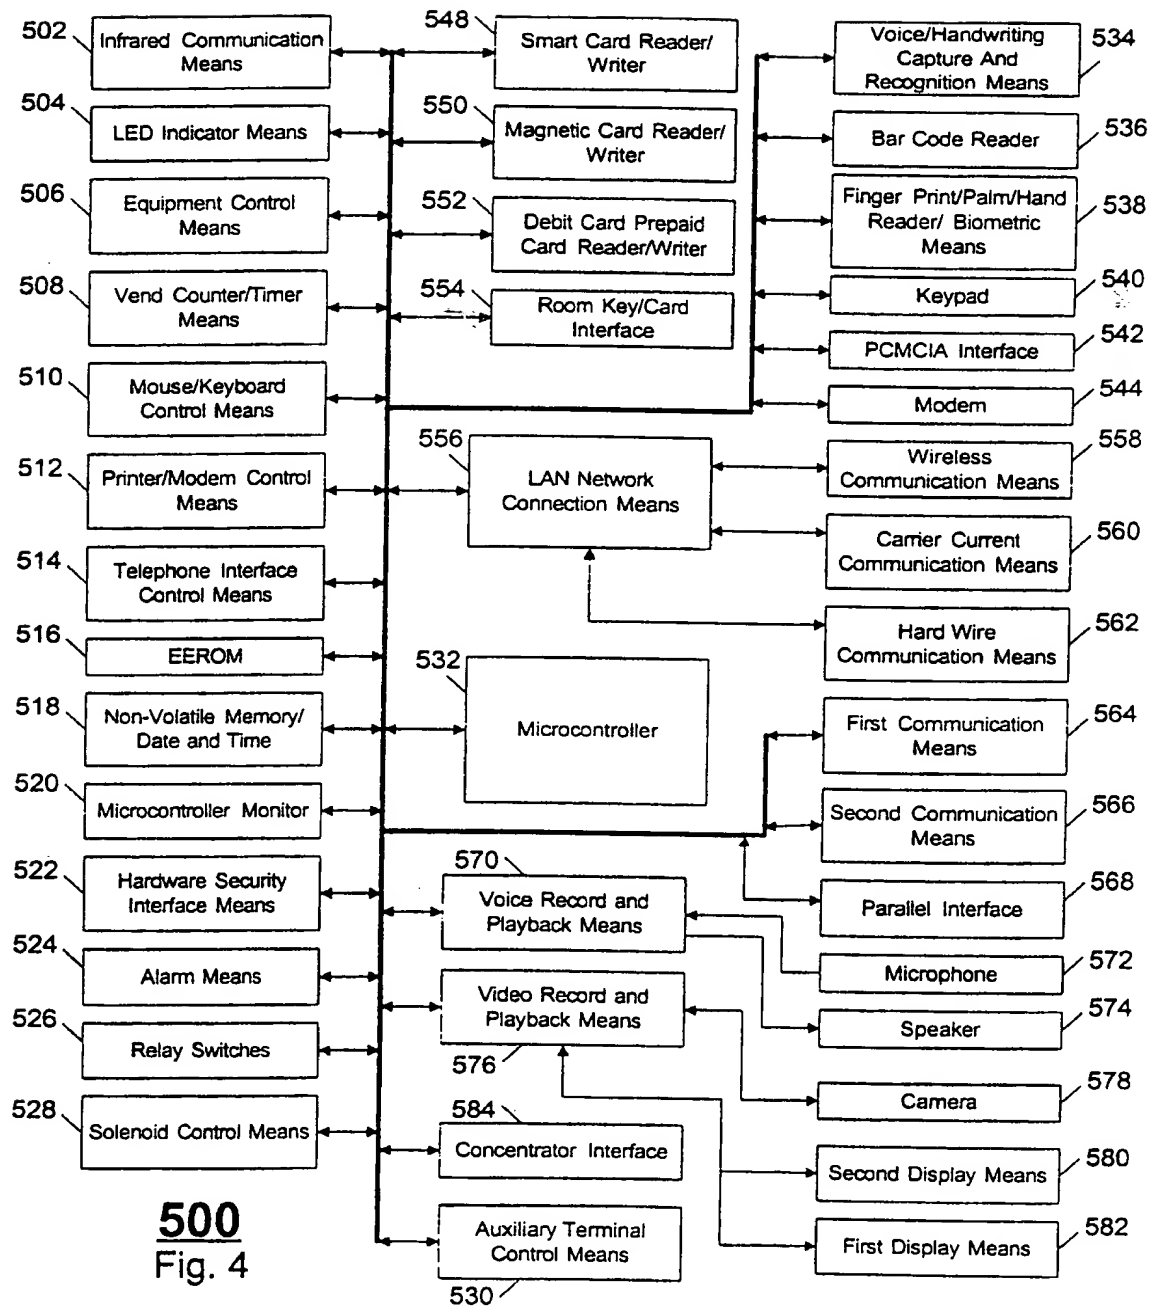 502
Infrared Communication
Means
504
LED Indicator Means
506
Equipment Control
Means
508
Vend Counter/Timer
Means
510
Mouse/Keyboard
Control Means
512
Printer/Modem Control
Means
514
Telephone Interface
Control Means
516
EEROM
518
Non-Volatile Memory/
Date and Time
520
Microcontroller Monitor
522
Hardware Security
Interface Means
524
Alarm Means
526
Relay Switches
528
Solenoid Control Means
548
Smart Card Reader/
Writer
550
Magnetic Card Reader/
Writer
552
Debit Card Prepaid
Card Reader/Writer
554
Room Key/Card
Interface
556
LAN Network
Connection Means
532
Microcontroller
570
Voice Record and
Playback Means
Video Record and
Playback Means
576
584
Concentrator Interface
Auxiliary Terminal
Control Means
530
Voice/Handwriting
Capture And
Recognition Means
534
Bar Code Reader
536
Finger Print/Palm/Hand
Reader/ Biometric
Means
538
Keypad
540
PCMCIA Interface
542
Modem
544
Wireless
Communication Means
558
Carrier Current
Communication Means
560
Hard Wire
Communication Means
562
First Communication
Means
564
Second Communication
Means
566
Parallel Interface
568
Microphone
572
Speaker
574
Camera
578
Second Display Means
580
First Display Means
582
500
Fig. 4